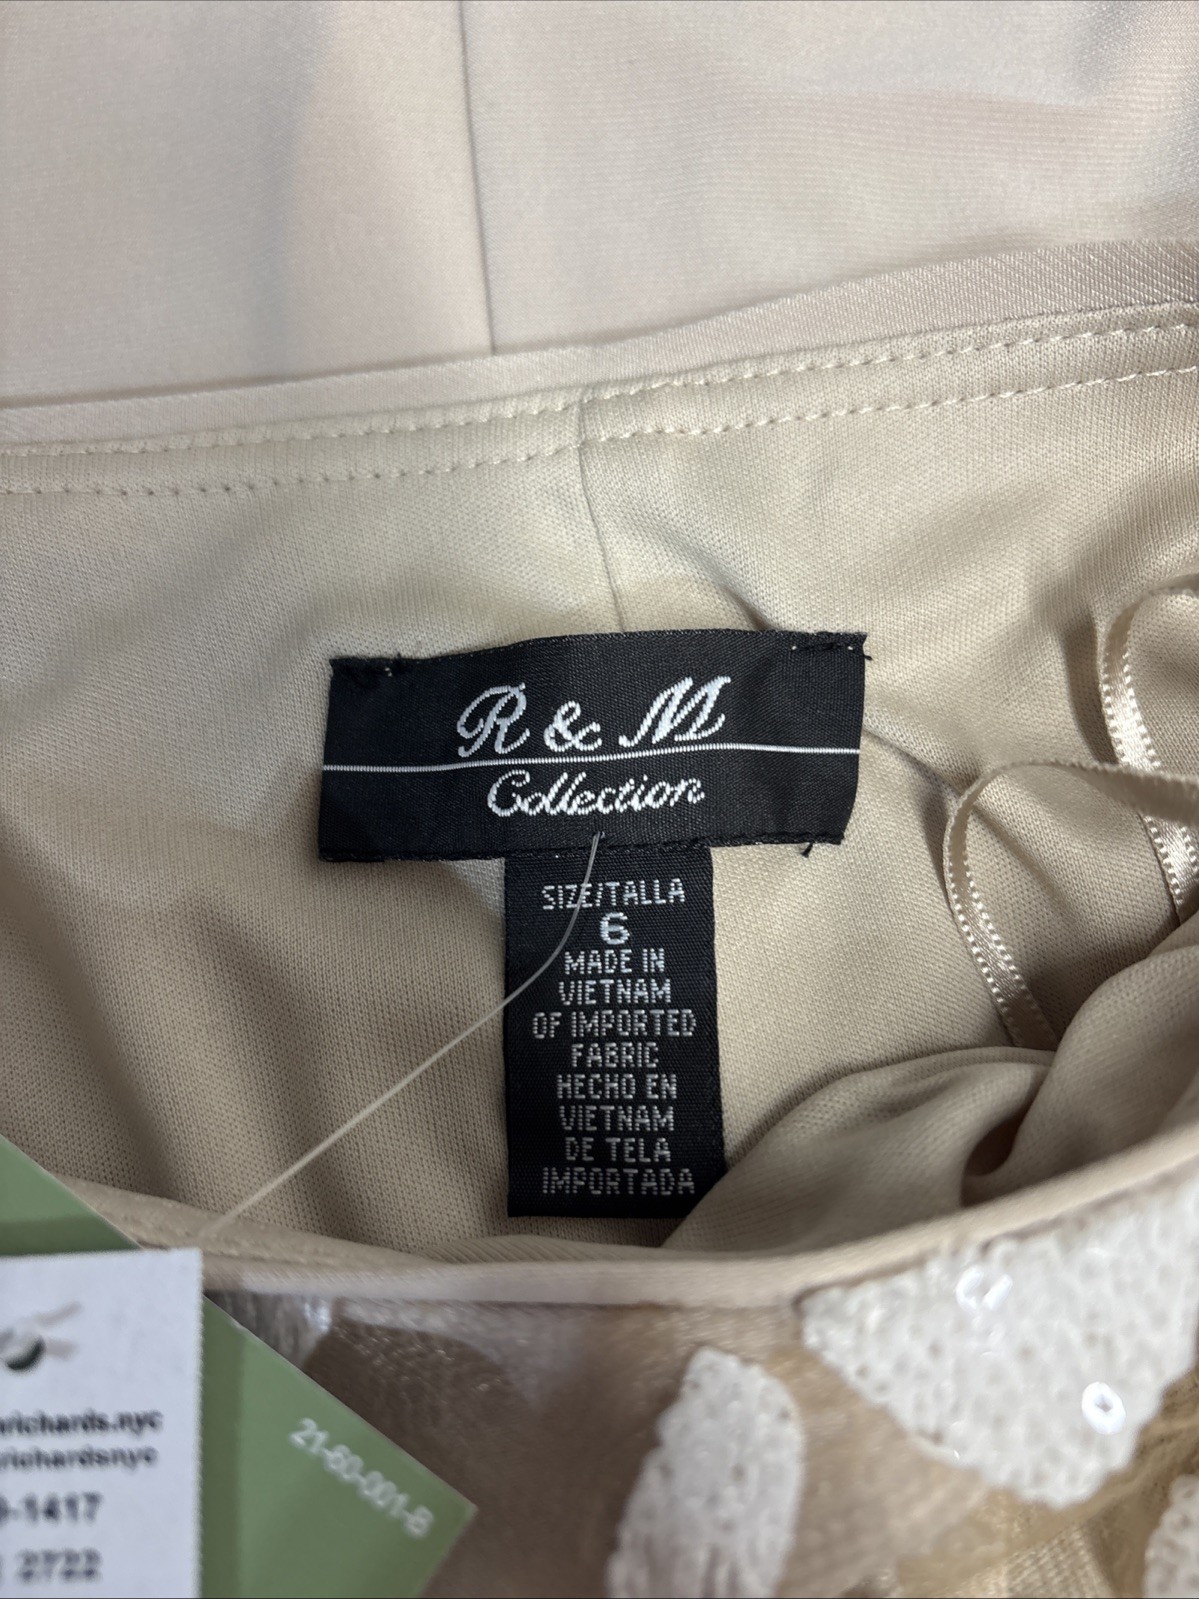 R & M
Collection
SIZE/TALLA
6
MADE IN
VIETNAM
OF IMPORTED
FABRIC
HECHO EN
VIETNAM
DE TELA
IMPORTADA
richards.nyc
richardsnyc
-1417
2722
21-60-001-B